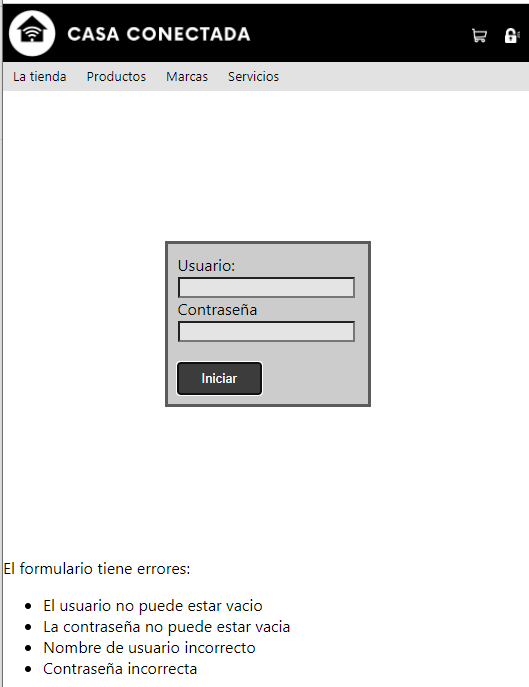 CASA CONECTADA
La tienda Productos Marcas Servicios
Usuario:
Contraseña
Iniciar
El formulario tiene errores:
El usuario no puede estar vacio
La contraseña no puede estar vacia
Nombre de usuario incorrecto
Contraseña incorrecta